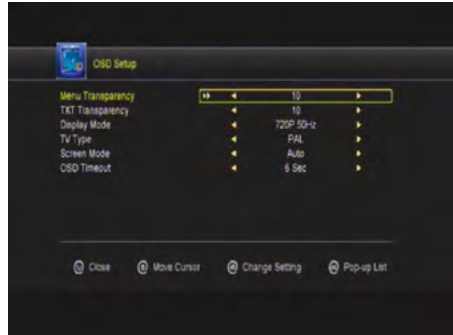 OSD Setup
Menu Transparency 10
TXT Transparency 10
Display Mode 720P 50Hz
TV Type PAL
Screen Mode Auto
OSD Timeout 6 Sec
Close Move Cursor Change Setting Pop-up List